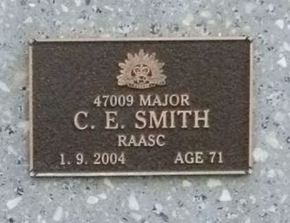 47009 MAJOR
C. E. SMITH
RAASC
1. 9. 2004 AGE 71